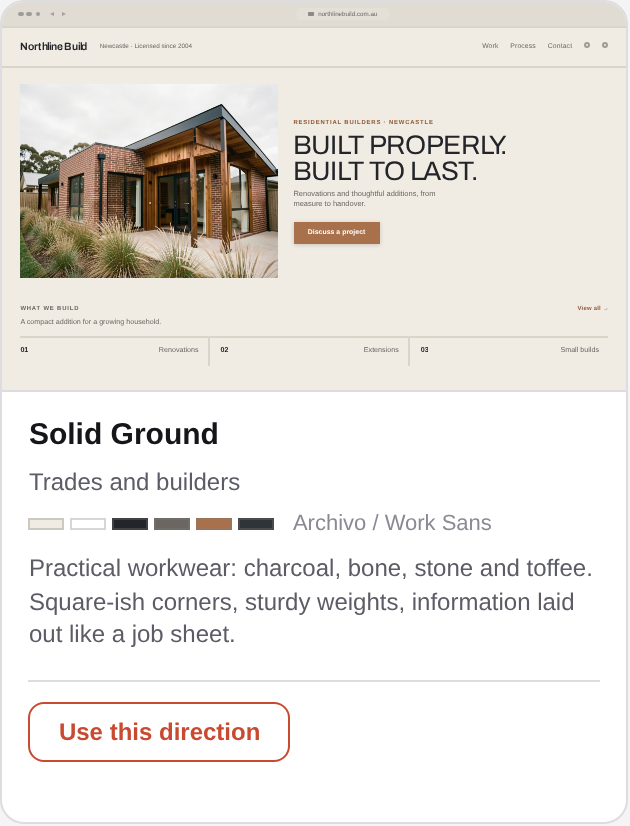 northlinebuild.com.au
Northline Build
Newcastle · Licensed since 2004
Work Process Contact
RESIDENTIAL BUILDERS · NEWCASTLE
BUILT PROPERLY.
BUILT TO LAST.
Renovations and thoughtful additions, from
measure to handover.
Discuss a project
WHAT WE BUILD
View all →
A compact addition for a growing household.
01 Renovations
02 Extensions
03 Small builds
Solid Ground
Trades and builders
Archivo / Work Sans
Practical workwear: charcoal, bone, stone and toffee.
Square-ish corners, sturdy weights, information laid
out like a job sheet.
Use this direction